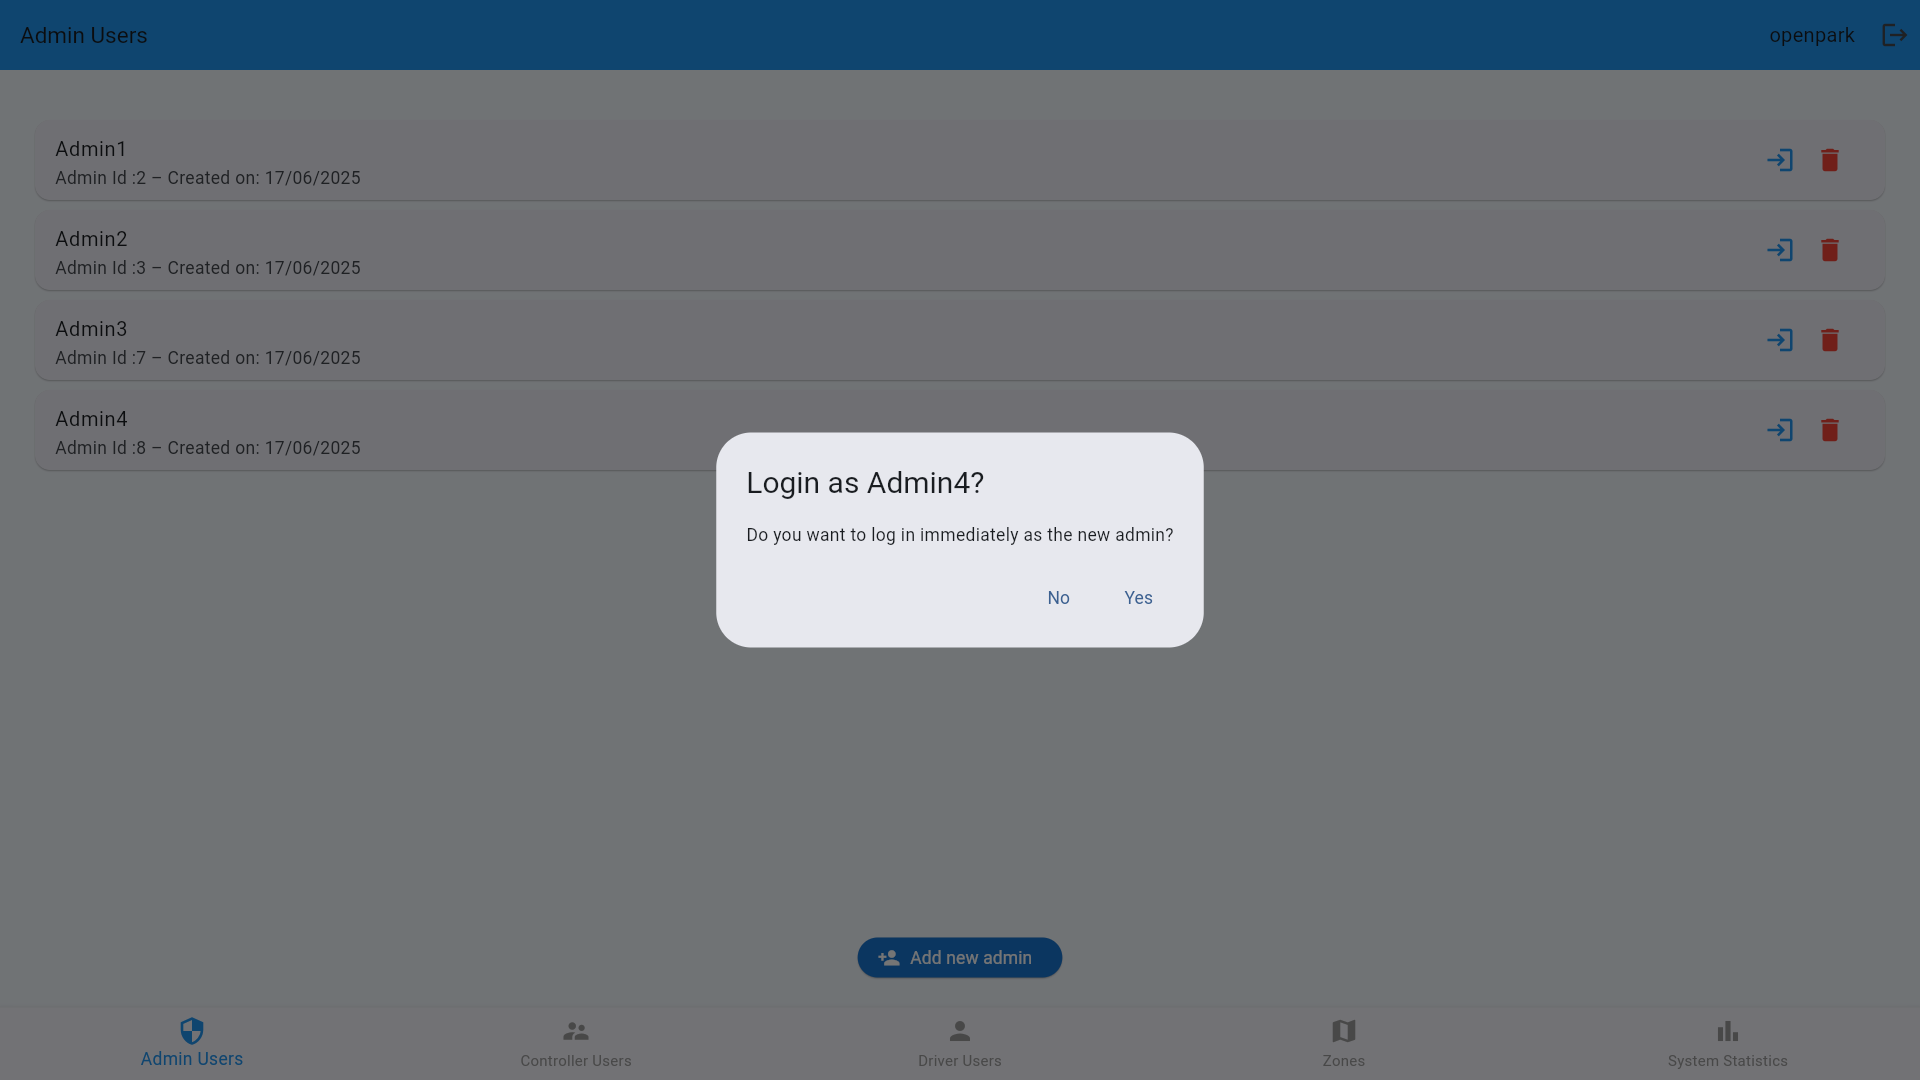 Admin Users
openpark
Admin1
Admin Id :2 – Created on: 17/06/2025
Admin2
Admin Id :3 – Created on: 17/06/2025
Admin3
Admin Id :7 – Created on: 17/06/2025
Admin4
Admin Id :8 – Created on: 17/06/2025
Login as Admin4?
Do you want to log in immediately as the new admin?
No
Yes
Add new admin
Admin Users
Controller Users
Driver Users
Zones
System Statistics